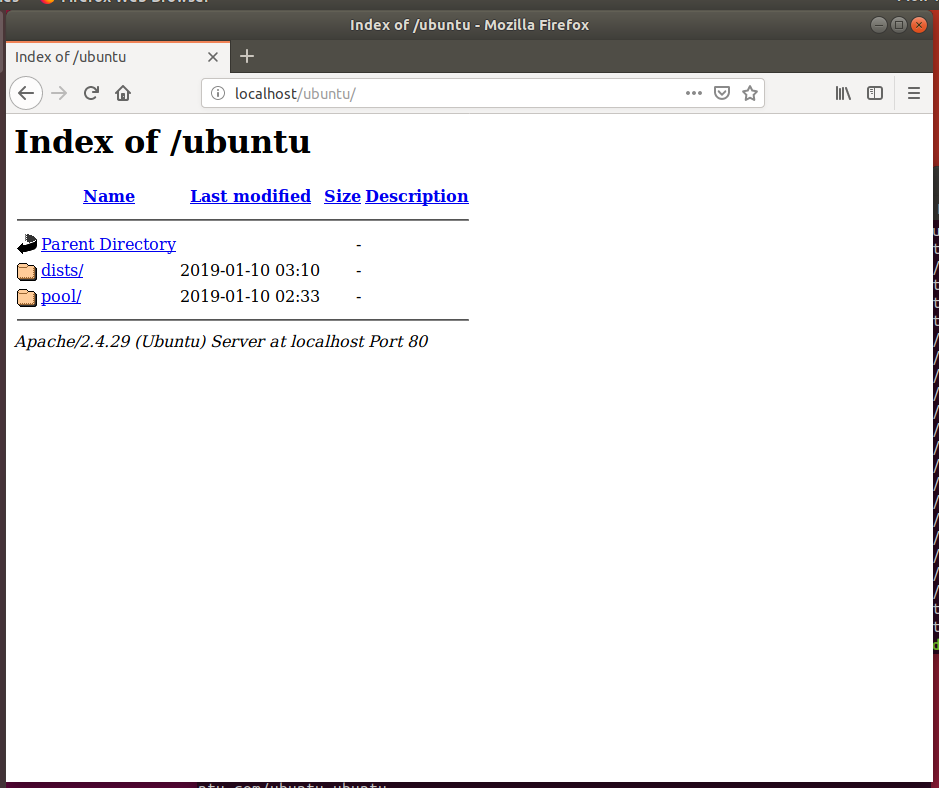 Firefox Web Browser
Index of /ubuntu - Mozilla Firefox
Index of /ubuntu
localhost/ubuntu/
Index of /ubuntu
Name Last modified Size Description
Parent Directory -
dists/ 2019-01-10 03:10 -
pool/ 2019-01-10 02:33 -
Apache/2.4.29 (Ubuntu) Server at localhost Port 80